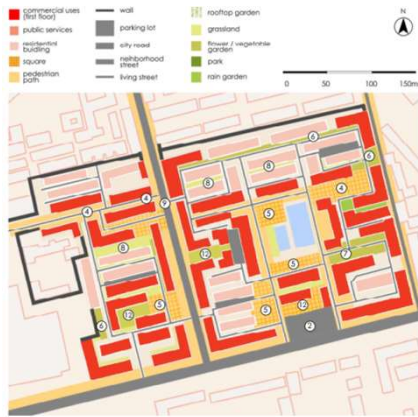 commercial uses
(first floor)
public services
residential
building
square
pedestrian
path
wall
parking lot
city road
neihborhood
street
living street
rooftop garden
grassland
flower / vegetable
garden
park
rain garden
N
0 50 100 150m
6
6
8
8
4
4
4
9
5
8
12
7
5
5
5
12
12
6
2